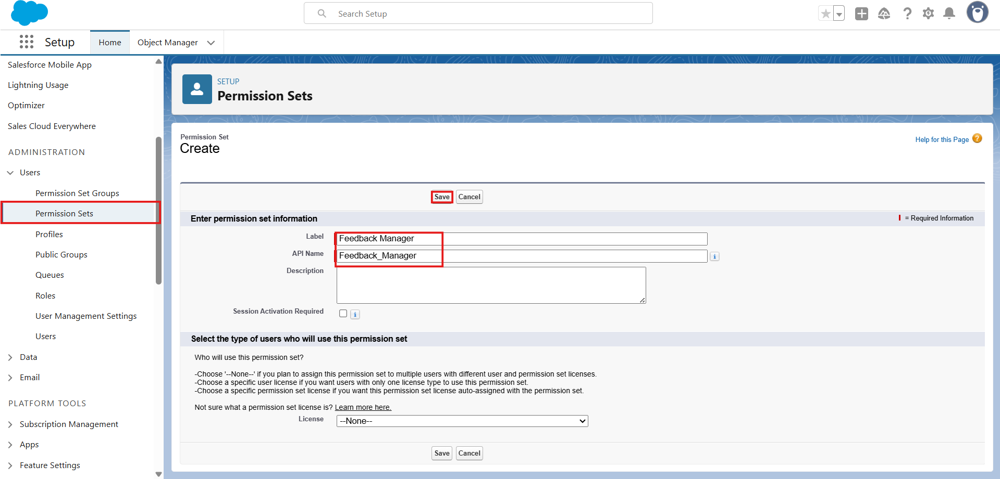 Search Setup
Setup
Home
Object Manager
Salesforce Mobile App
Lightning Usage
Optimizer
Sales Cloud Everywhere
ADMINISTRATION
Users
Permission Set Groups
Permission Sets
Profiles
Public Groups
Queues
Roles
User Management Settings
Users
Data
Email
PLATFORM TOOLS
Subscription Management
Apps
Feature Settings
SETUP
Permission Sets
Permission Set
Create
Help for this Page ?
Save Cancel
Enter permission set information
= Required Information
Label Feedback Manager
API Name Feedback_Manager i
Description
Session Activation Required i
Select the type of users who will use this permission set
Who will use this permission set?
-Choose '--None--' if you plan to assign this permission set to multiple users with different user and permission set licenses.
-Choose a specific user license if you want users with only one license type to use this permission set.
-Choose a specific permission set license if you want this permission set license auto-assigned with the permission set.
Not sure what a permission set license is? Learn more here.
License --None--
Save Cancel